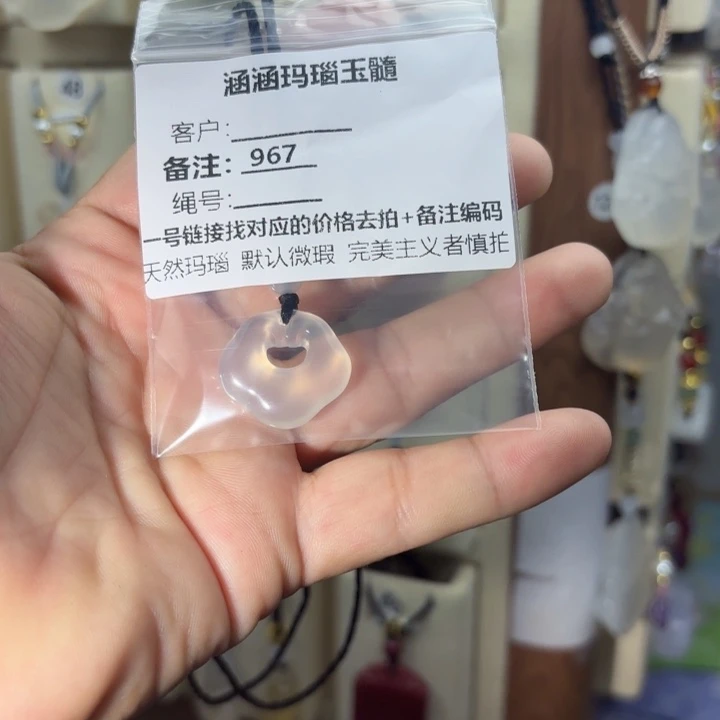 涵涵玛瑙玉髓
客户:
备注: 967
绳号:
一号链接找对应的价格去拍+备注编码
天然玛瑙 默认微瑕 完美主义者慎拍